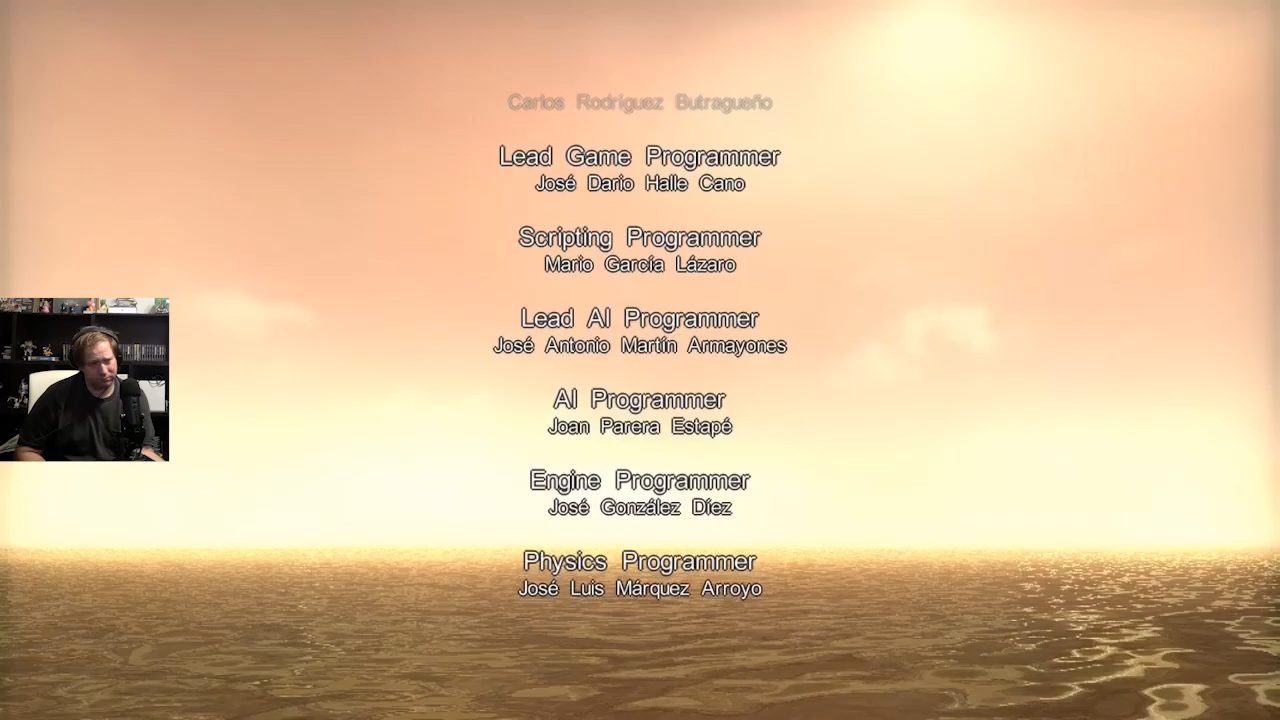 Carlos Rodríguez Butragueño
Lead Game Programmer
José Dario Halle Cano
Scripting Programmer
Mario García Lázaro
Lead AI Programmer
José Antonio Martín Armayones
AI Programmer
Joan Parera Estapé
Engine Programmer
José González Díez
Physics Programmer
José Luis Márquez Arroyo